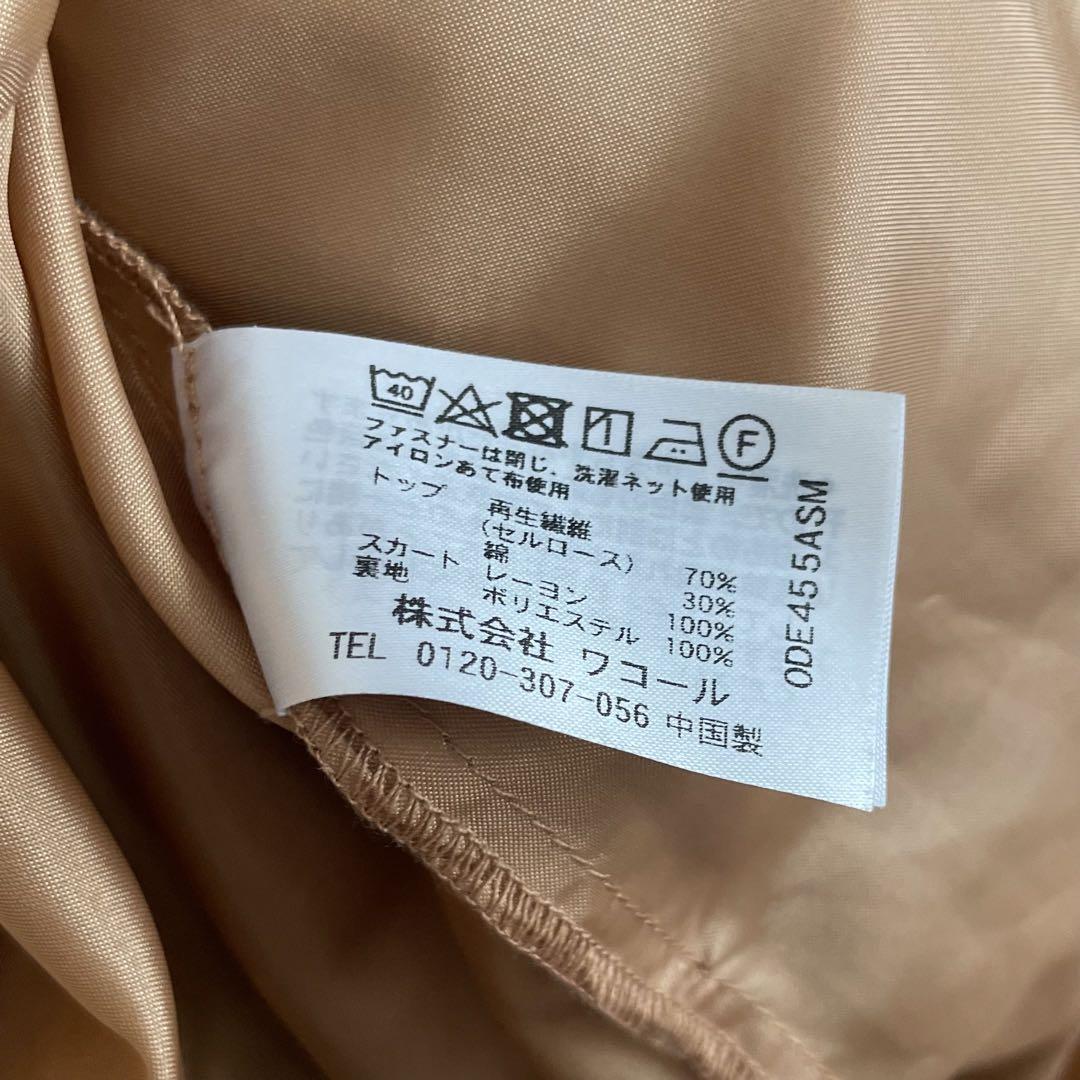 40
F
ファスナーは閉じ、洗濯ネット使用
アイロンあて布使用
トップ 再生繊維
(セルロース) 70%
綿 30%
スカート レーヨン 100%
裏地 ポリエステル 100%
株式会社 ワコール
TEL 0120-307-056 中国製
ODE455ASM